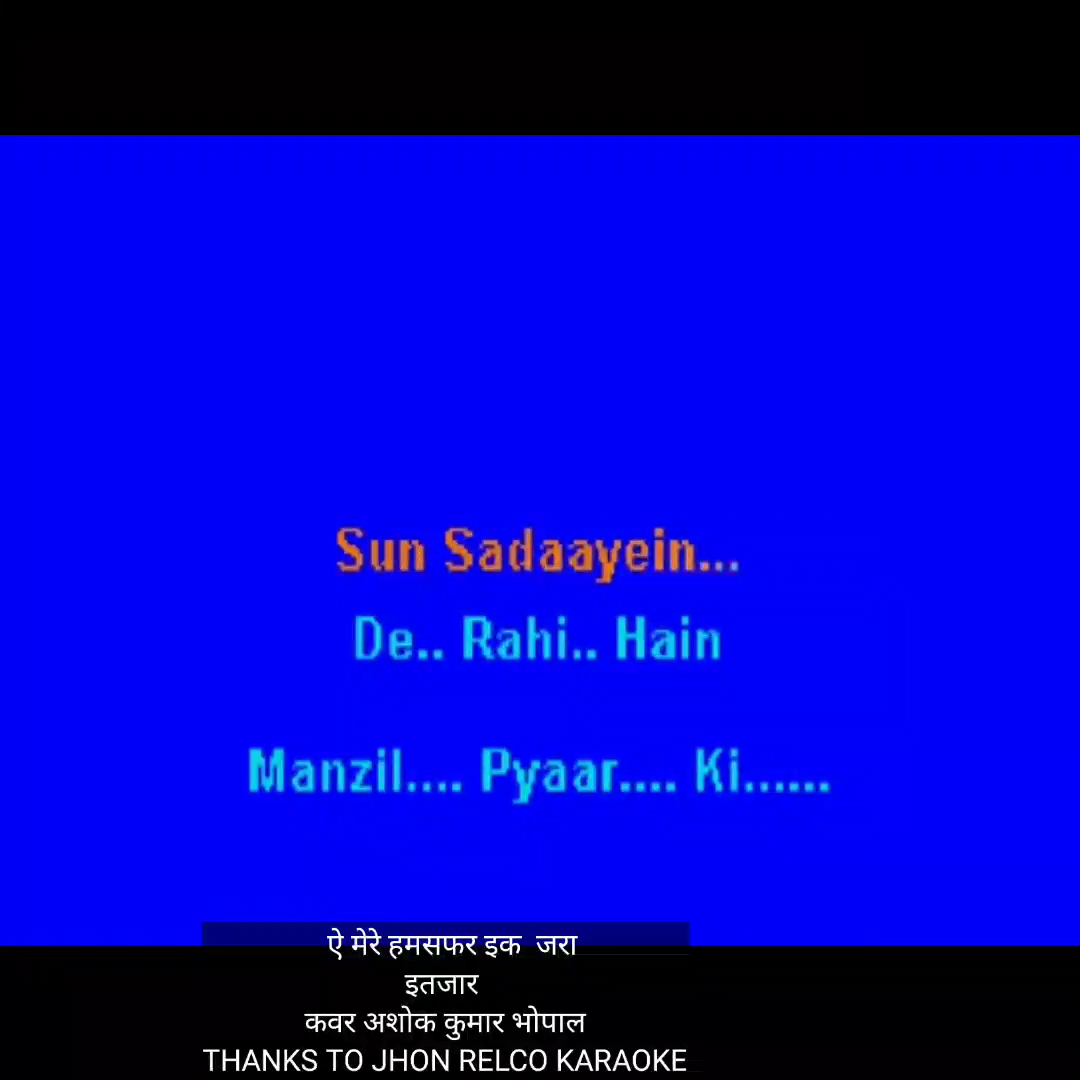 Sun Sadaayein...
De.. Rahi.. Hain
Manzil.... Pyaar.... Ki......
ऐ मेरे हमसफर इक जरा
इतजार
कवर अशोक कुमार भोपाल
THANKS TO JHON RELCO KARAOKE